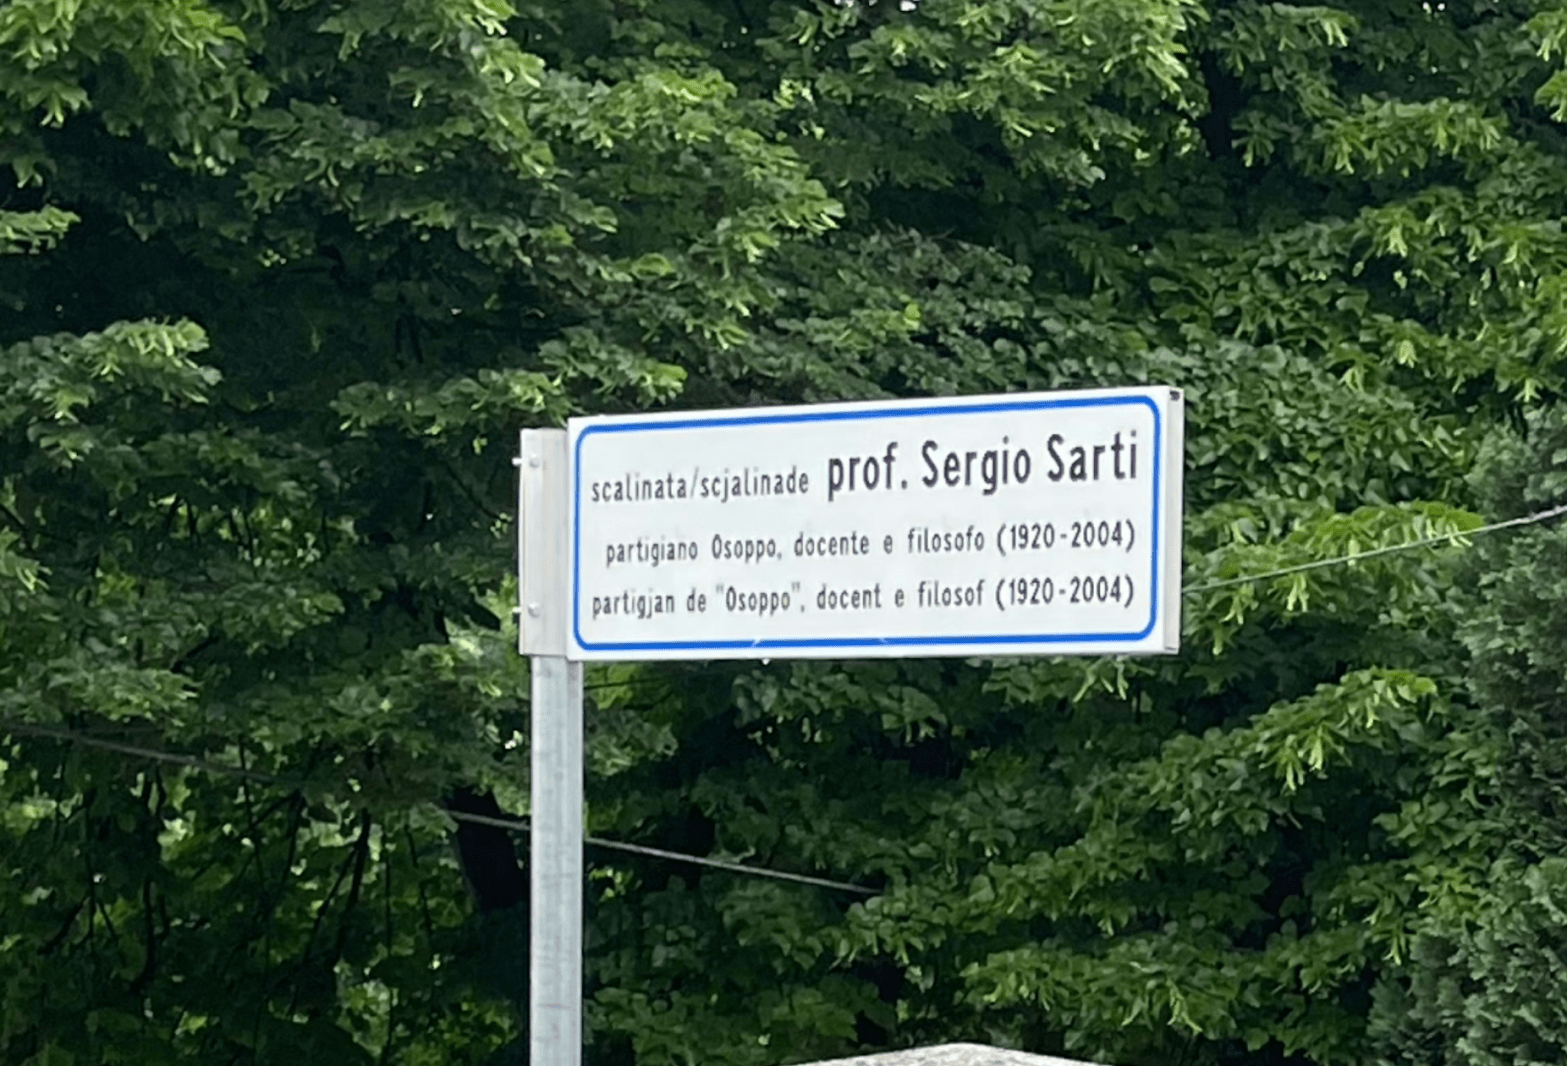 scalinata/scjalinade prof. Sergio Sarti
partigiano Osoppo, docente e filosofo (1920-2004)
partigjan de "Osoppo", docent e filosof (1920-2004)